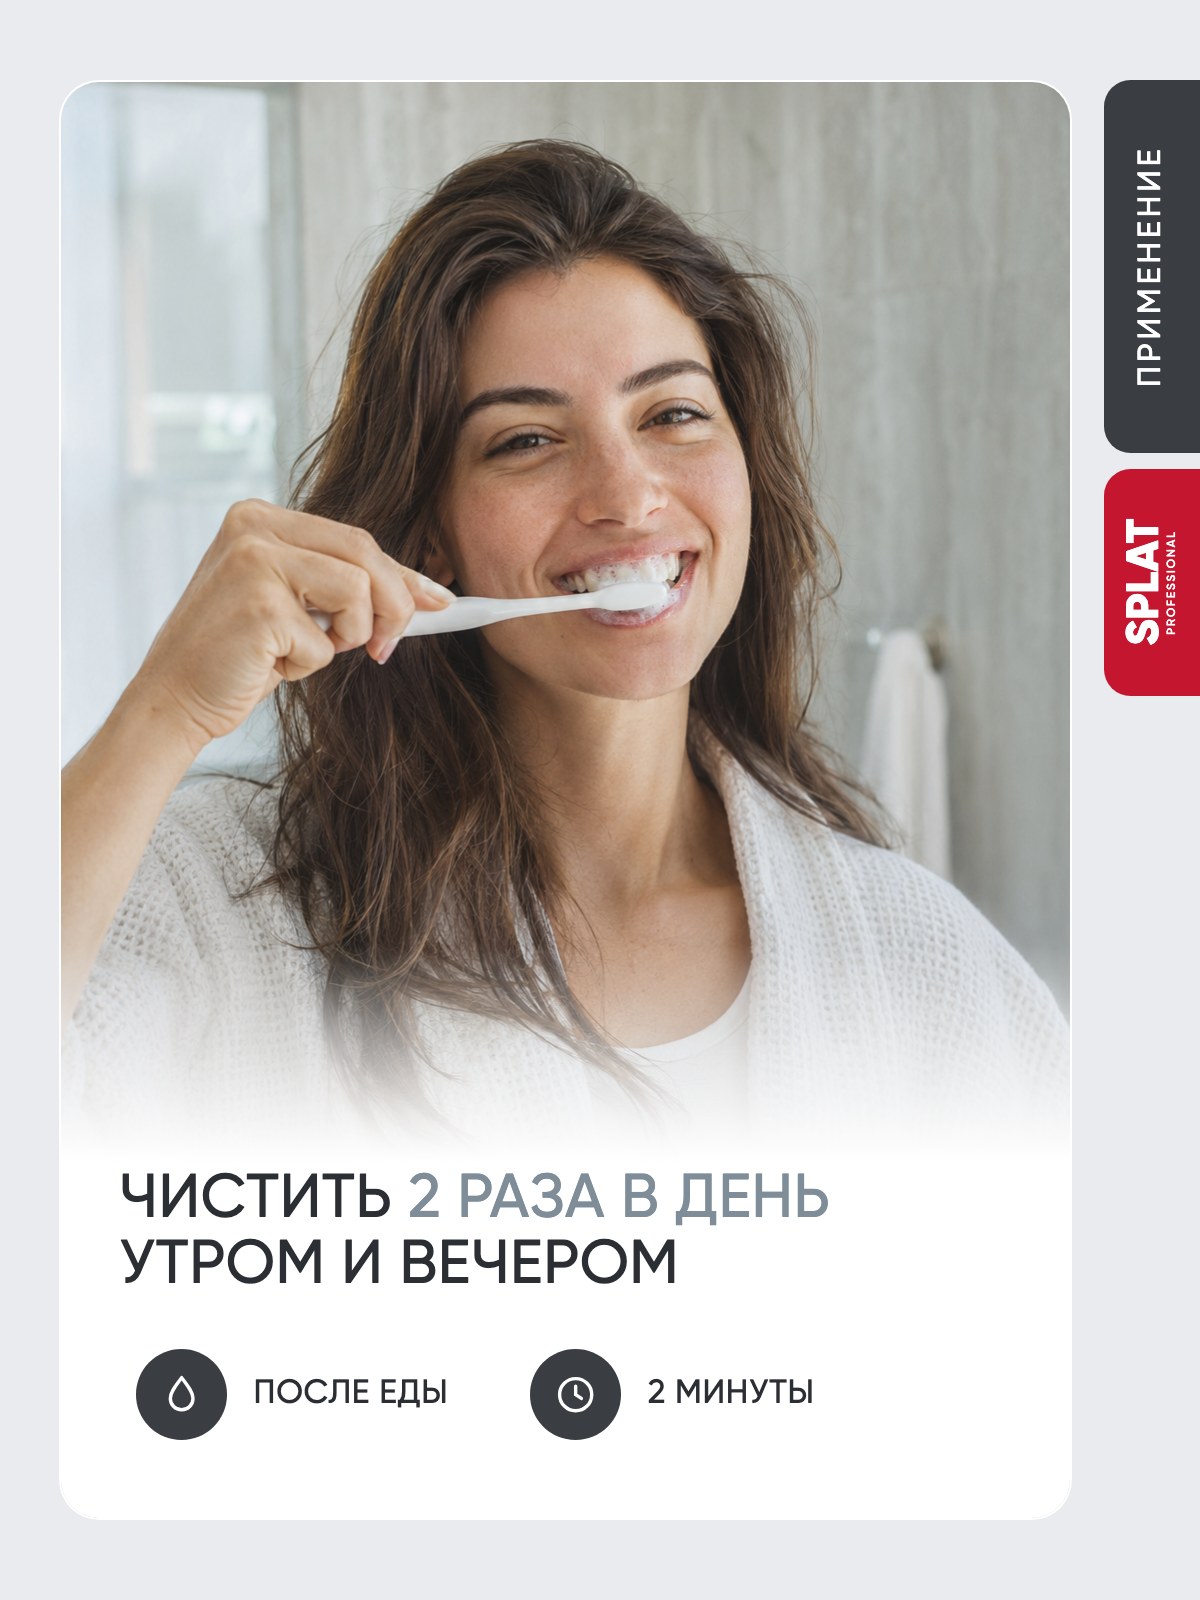 ПРИМЕНЕНИЕ
SPLAT
PROFESSIONAL
ЧИСТИТЬ 2 РАЗА В ДЕНЬ
УТРОМ И ВЕЧЕРОМ
ПОСЛЕ ЕДЫ
2 МИНУТЫ